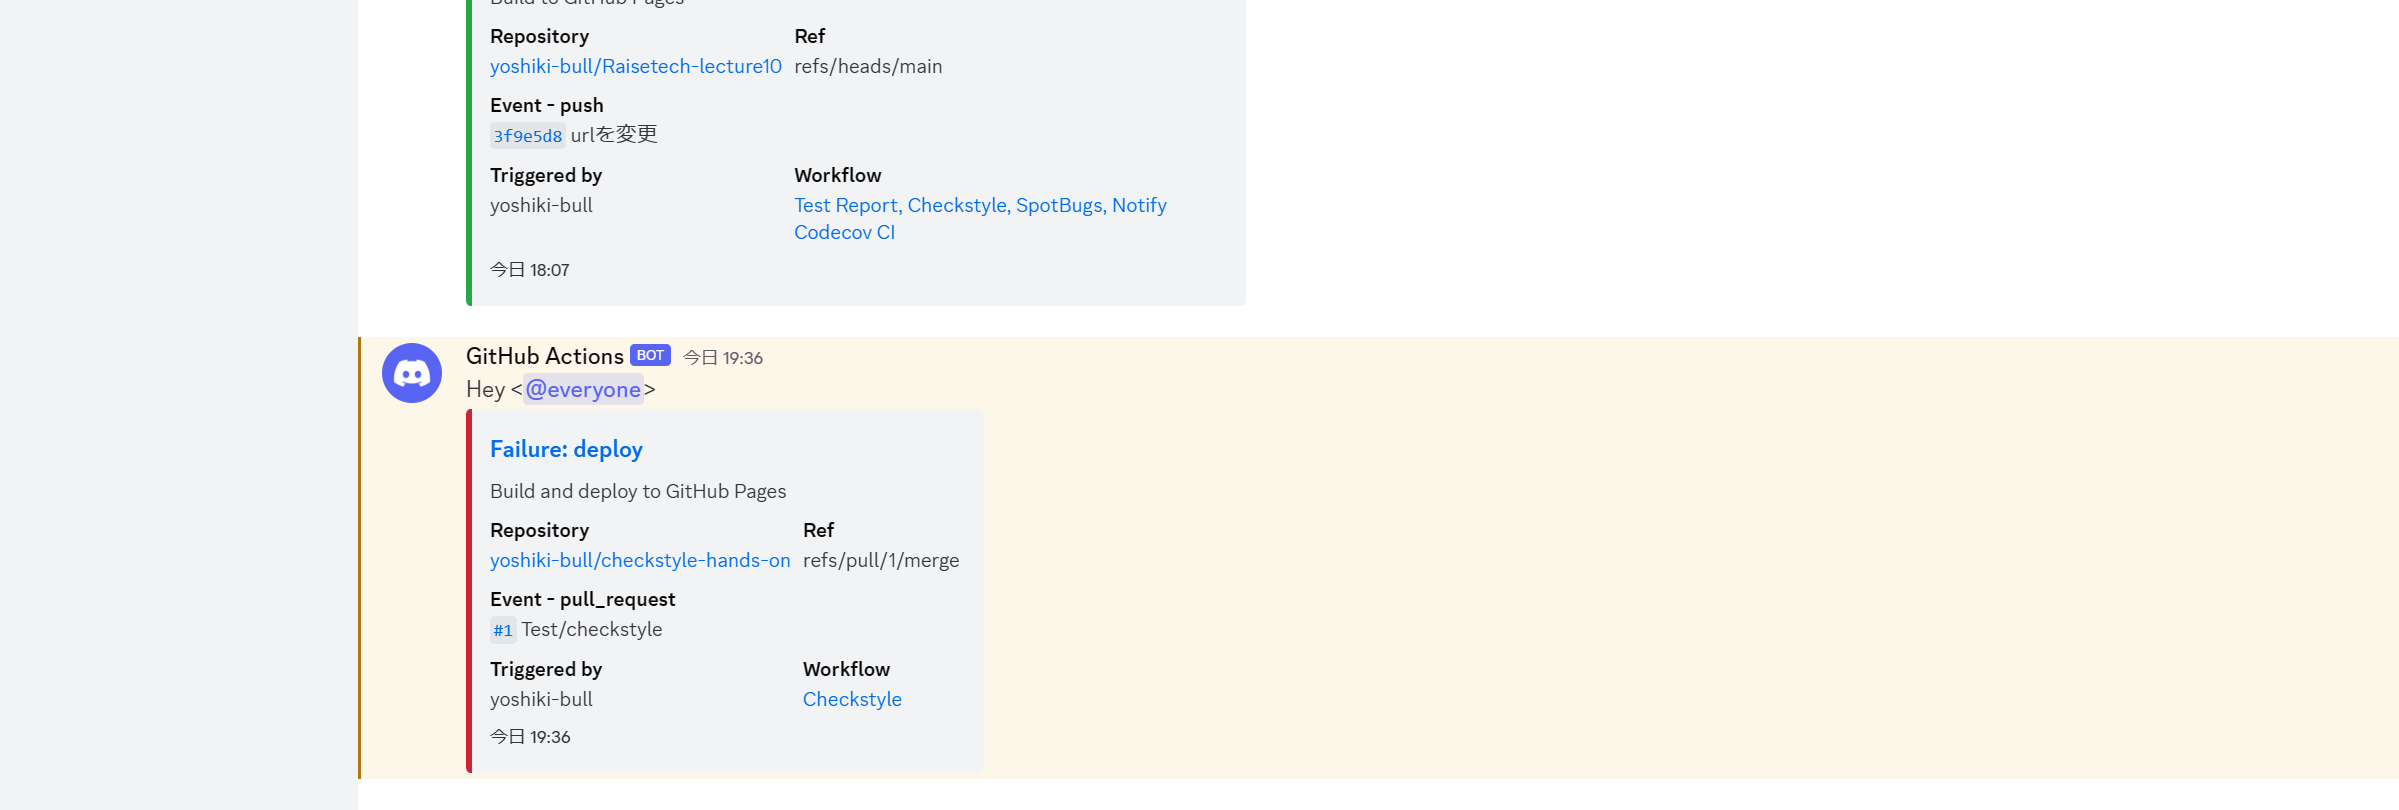 Build to GitHub Pages
Repository Ref
yoshiki-bull/Raisetech-lecture10 refs/heads/main
Event - push
3f9e5d8 urlを変更
Triggered by Workflow
yoshiki-bull Test Report, Checkstyle, SpotBugs, Notify
Codecov CI
今日 18:07
GitHub Actions BOT 今日 19:36
Hey <@everyone>
Failure: deploy
Build and deploy to GitHub Pages
Repository Ref
yoshiki-bull/checkstyle-hands-on refs/pull/1/merge
Event - pull_request
#1 Test/checkstyle
Triggered by Workflow
yoshiki-bull Checkstyle
今日 19:36